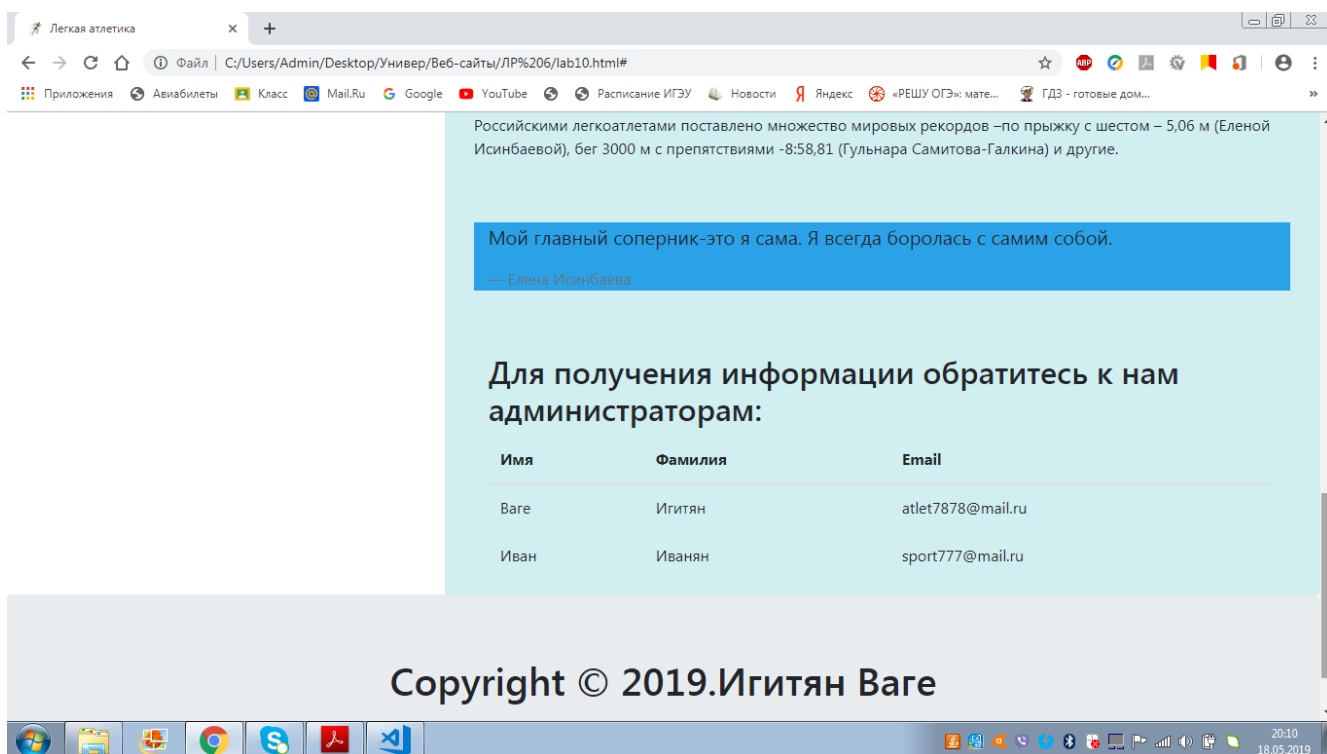 Легкая атлетика
Файл C:/Users/Admin/Desktop/Универ/Веб-сайты//ЛР%206/lab10.html#
ABP
Приложения Авиабилеты Класс Mail.Ru Google YouTube Расписание ИГЭУ Новости Яндекс «РЕШУ ОГЭ»: мате... ГДЗ - готовые дом... »
Российскими легкоатлетами поставлено множество мировых рекордов –по прыжку с шестом – 5,06 м (Еленой
Исинбаевой), бег 3000 м с препятствиями -8:58,81 (Гульнара Самитова-Галкина) и другие.
Мой главный соперник-это я сама. Я всегда боролась с самим собой.
— Елена Исинбаева
Для получения информации обратитесь к нам
администраторам:
Имя Фамилия Email
Ваге Игитян atlet7878@mail.ru
Иван Иванян sport777@mail.ru
Copyright © 2019.Игитян Ваге
20:10
18.05.2019